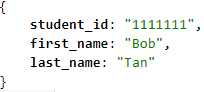 {
student_id: "1111111",
first_name: "Bob",
last_name: "Tan"
}